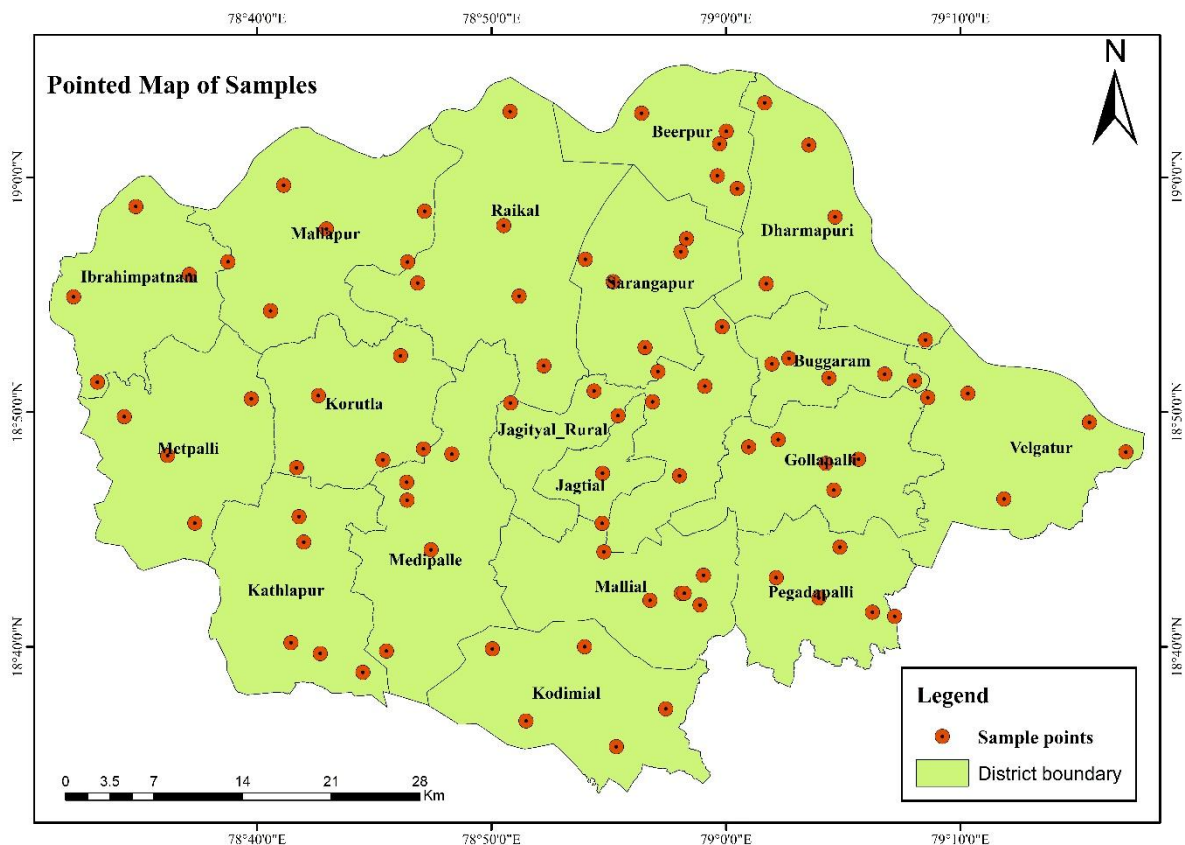 78°40'0"E
78°50'0"E
79°0'0"E
79°10'0"E
N
Pointed Map of Samples
Beerpur
19°0'0"N
19°0'0"N
Raikal
Mallapur
Dharmapuri
Ibrahimpatnam
Sarangapur
Buggaram
18°50'0"N
18°50'0"N
Korutla
Jagityal_Rural
Metpalli
Velgatur
Gollapalli
Jagtial
Medipalle
Mallial
Kathlapur
Pegadapalli
18°40'0"N
18°40'0"N
Kodimial
Legend
Sample points
District boundary
0 3.5 7 14 21 28
Km
78°40'0"E
78°50'0"E
79°0'0"E
79°10'0"E